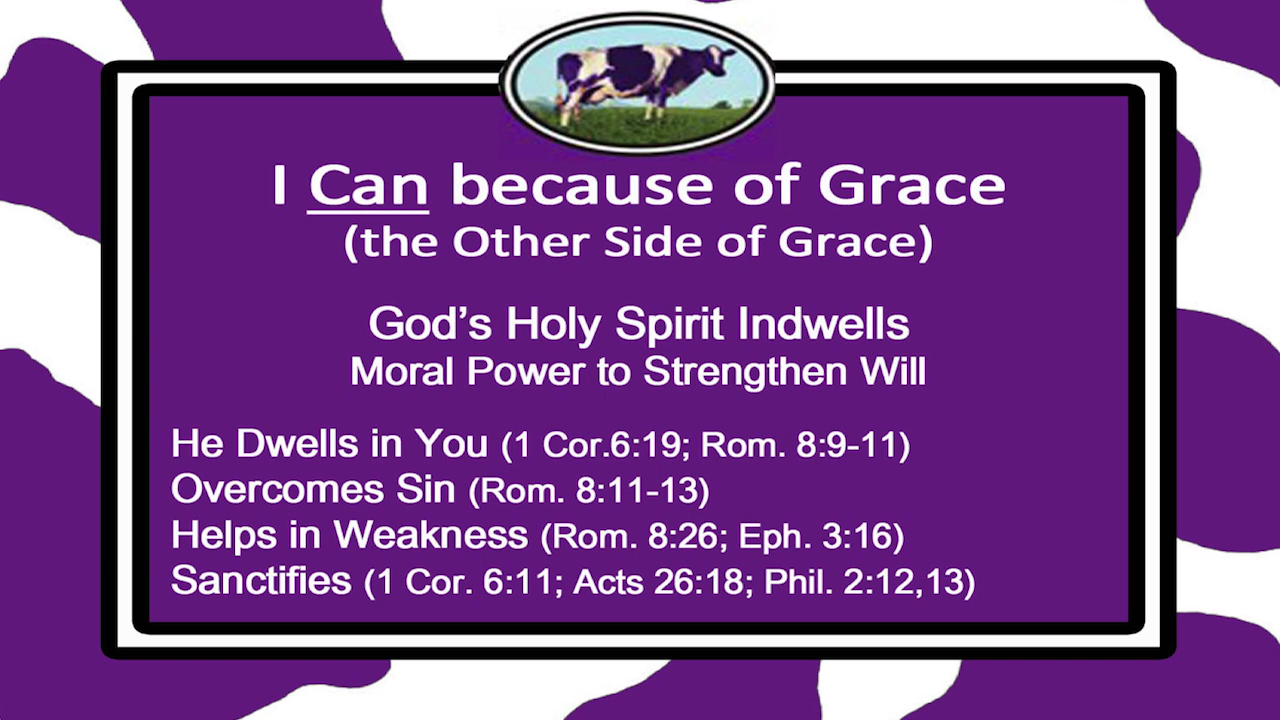 I Can because of Grace
(the Other Side of Grace)
God’s Holy Spirit Indwells
Moral Power to Strengthen Will
He Dwells in You (1 Cor.6:19; Rom. 8:9-11)
Overcomes Sin (Rom. 8:11-13)
Helps in Weakness (Rom. 8:26; Eph. 3:16)
Sanctifies (1 Cor. 6:11; Acts 26:18; Phil. 2:12,13)